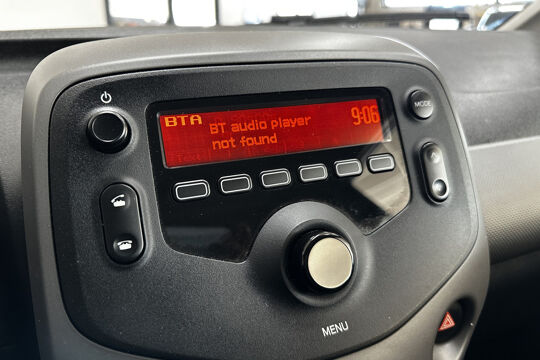 BTA
9:06
BT audio player
not found
MODE
MENU